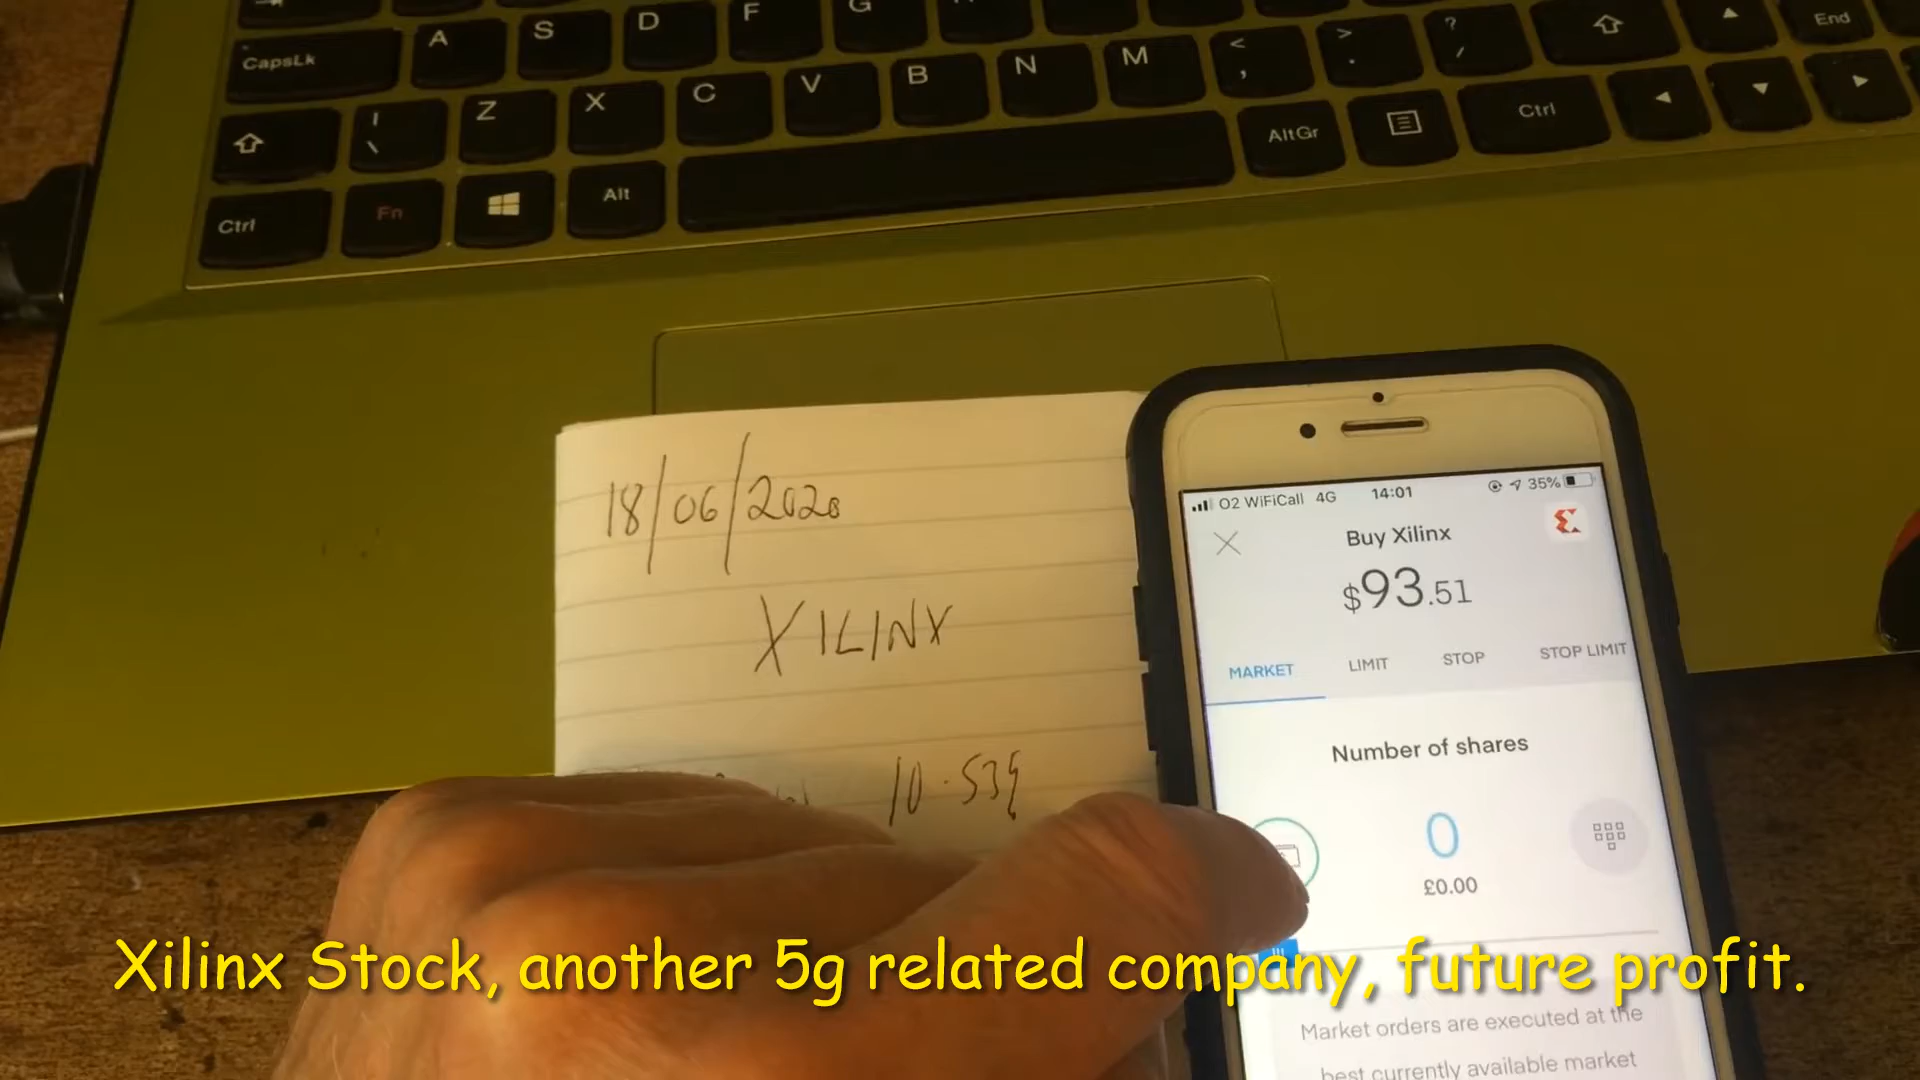 A S D F G
CapsLk
Z X C V B N M < , > . ? /
| \
End
Ctrl Fn Alt AltGr Ctrl
18/06/2020
XILINX
10.539
O2 WiFiCall 4G 14:01 35%
Buy Xilinx
$93.51
MARKET LIMIT STOP STOP LIMIT
Number of shares
0
£0.00
Xilinx Stock, another 5g related company, future profit.
Market orders are executed at the
best currently available market